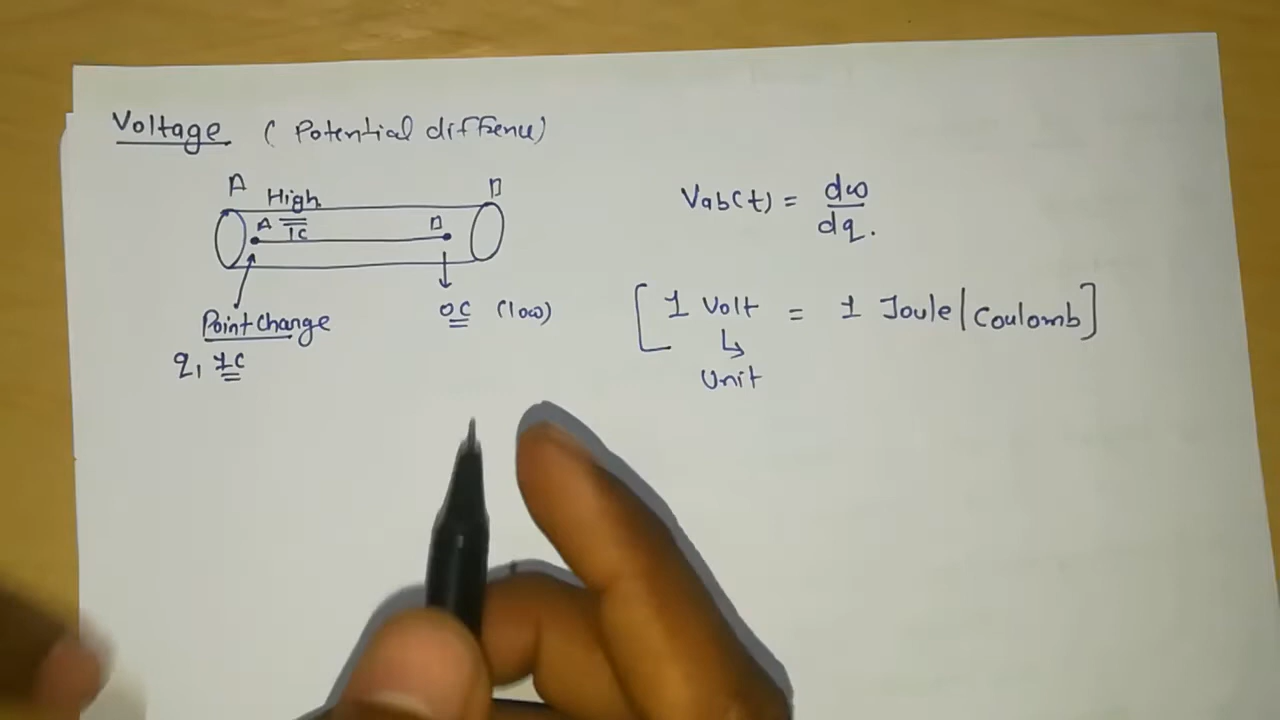 Voltage (Potential diffrenu)
A B
High
A 1C B
Point Change 0C (low)
q, 1C
Vab(t) = dw
dq.
[ 1 Volt = 1 Joule|Coulomb]
↳
Unit